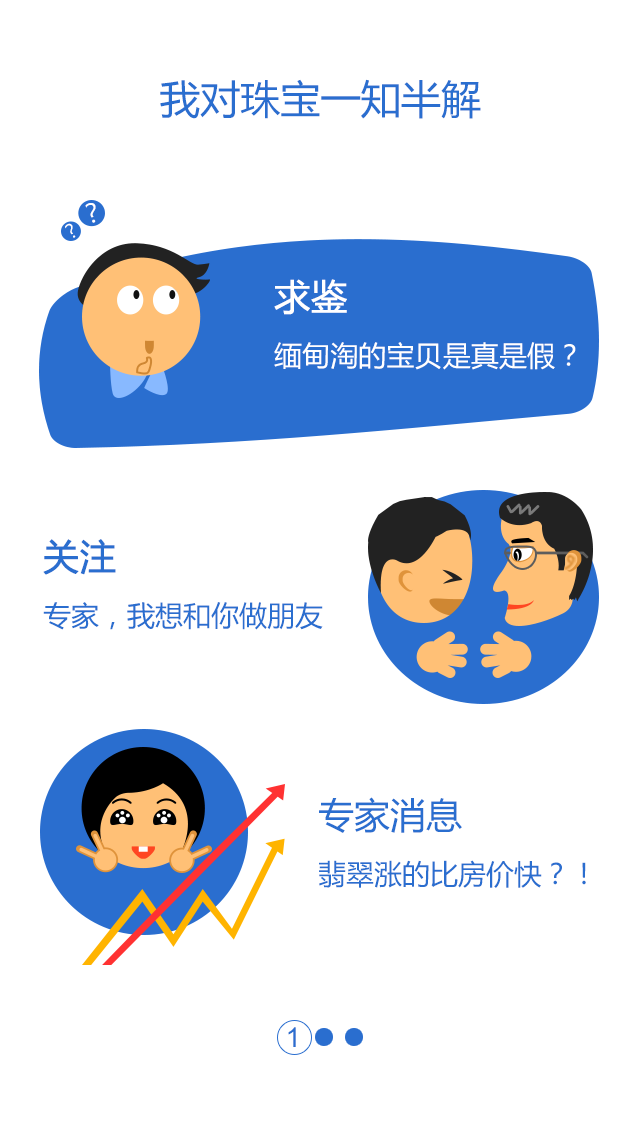 我对珠宝一知半解
?
?
求鉴
缅甸淘的宝贝是真是假？
关注
专家，我想和你做朋友
专家消息
翡翠涨的比房价快？！
1